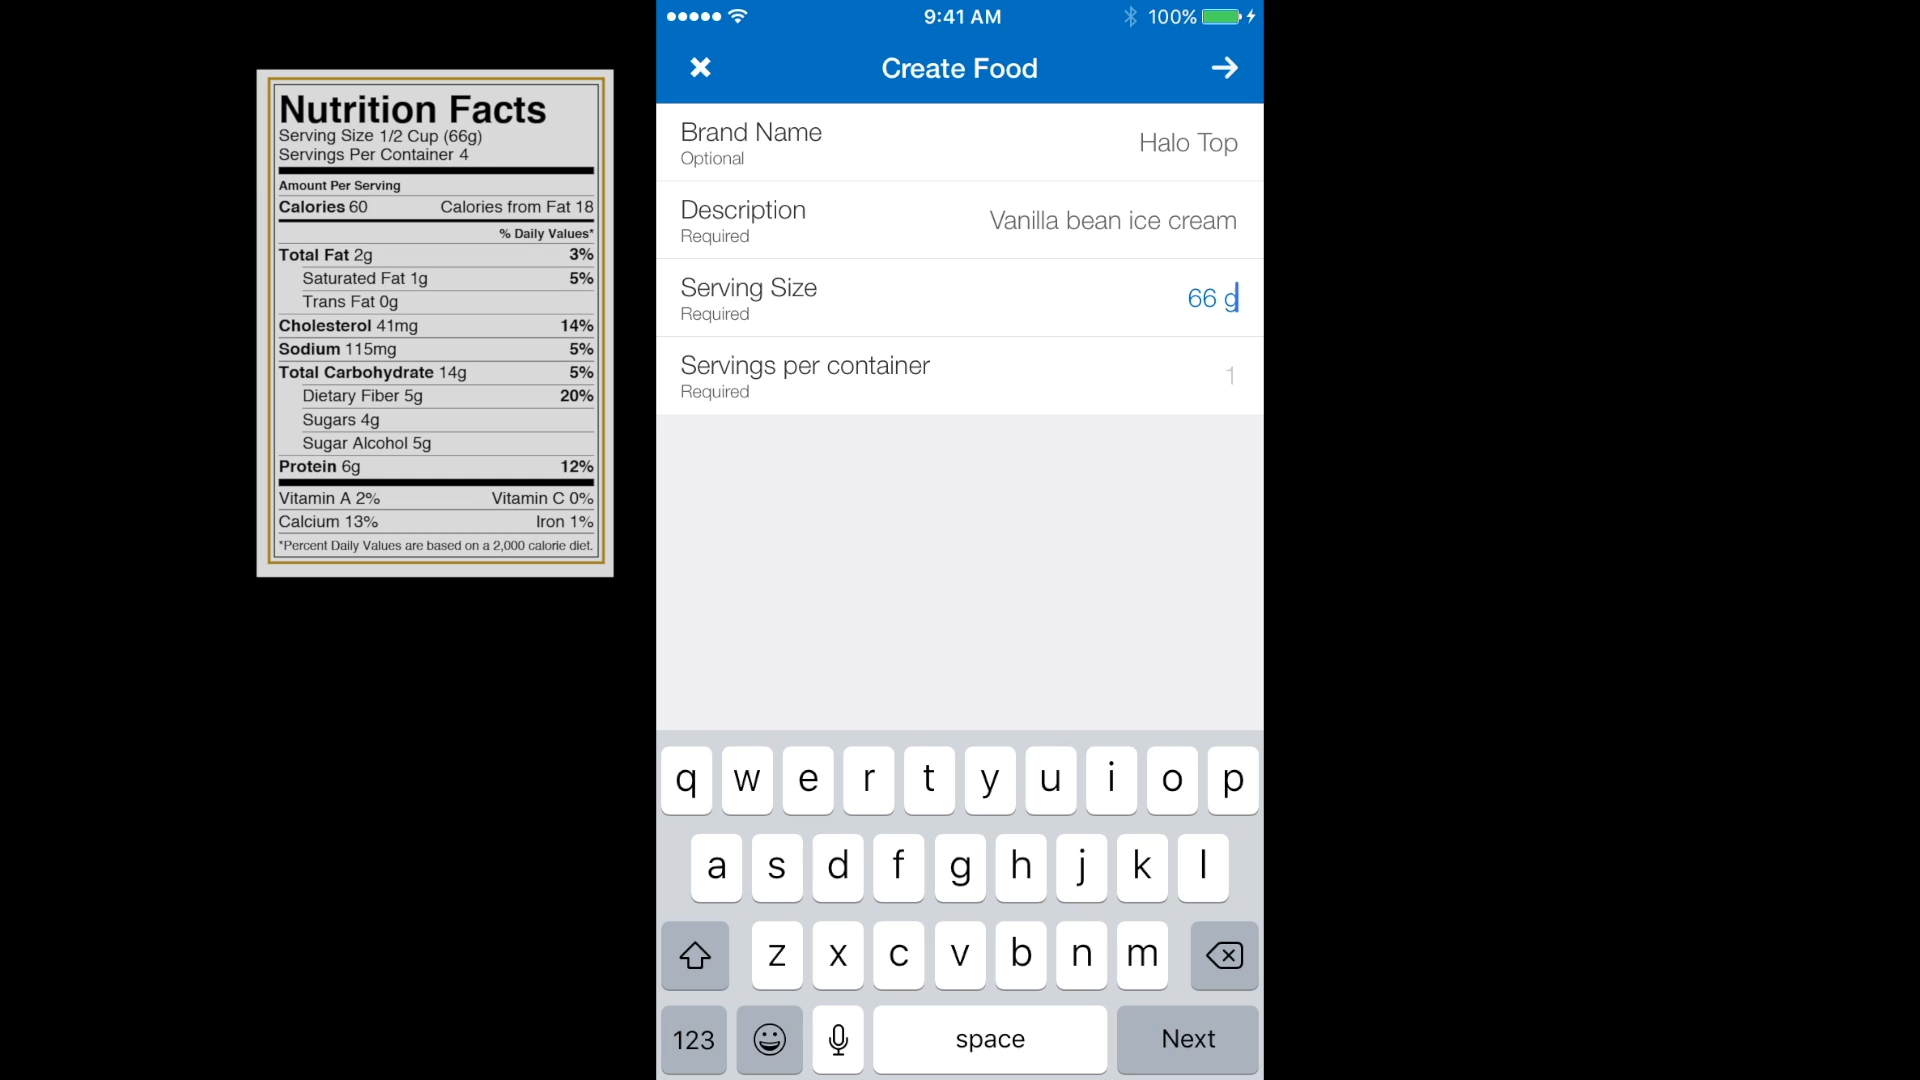 Nutrition Facts
Serving Size 1/2 Cup (66g)
Servings Per Container 4
Amount Per Serving
Calories 60 Calories from Fat 18
% Daily Values*
Total Fat 2g 3%
Saturated Fat 1g 5%
Trans Fat 0g
Cholesterol 41mg 14%
Sodium 115mg 5%
Total Carbohydrate 14g 5%
Dietary Fiber 5g 20%
Sugars 4g
Sugar Alcohol 5g
Protein 6g 12%
Vitamin A 2% Vitamin C 0%
Calcium 13% Iron 1%
*Percent Daily Values are based on a 2,000 calorie diet.
9:41 AM 100%
Create Food
Brand Name Halo Top
Optional
Description Vanilla bean ice cream
Required
Serving Size 66 g
Required
Servings per container 1
Required
q w e r t y u i o p
a s d f g h j k l
z x c v b n m
123 space Next